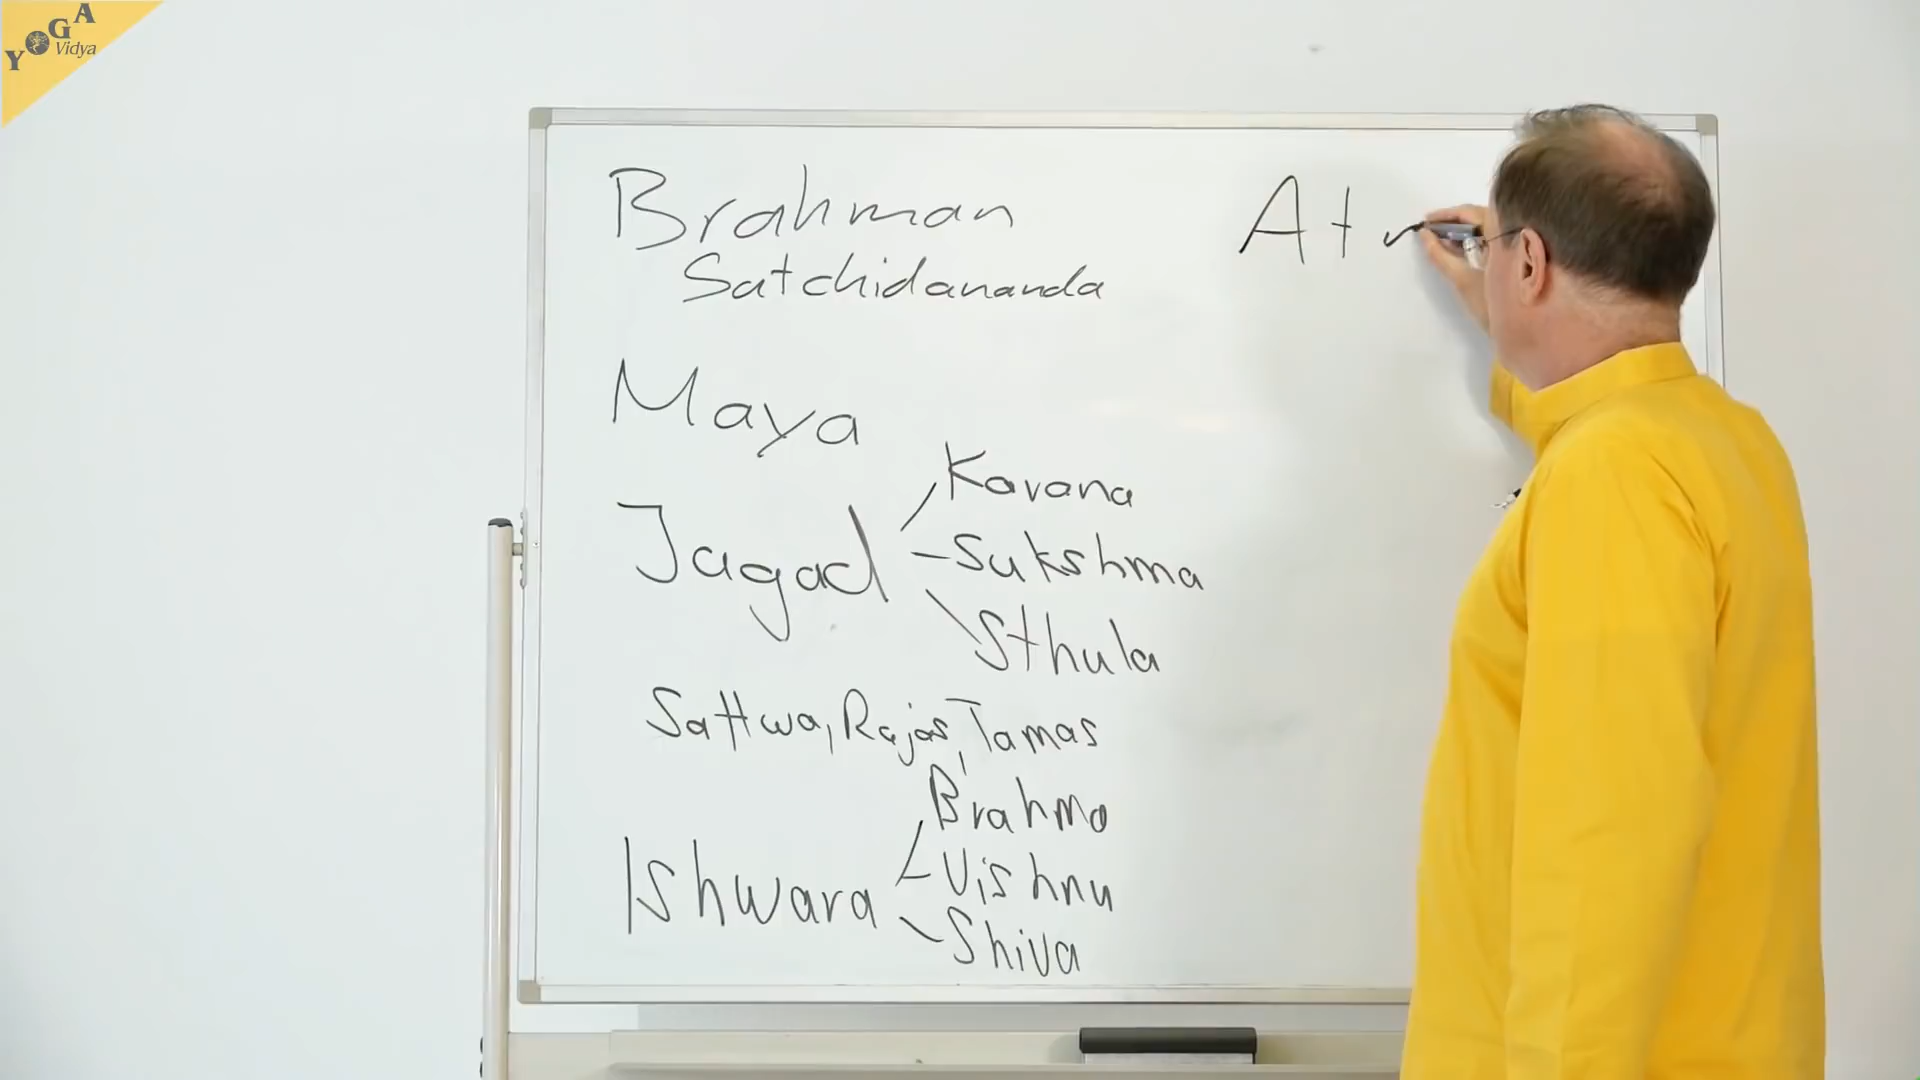 YOGA
Vidya
Brahman
Satchidananda
At
Maya
Jagad
Karana
Sukshma
Sthula
Sattwa, Rajas, Tamas
Ishwara
Brahma
Vishnu
Shiva